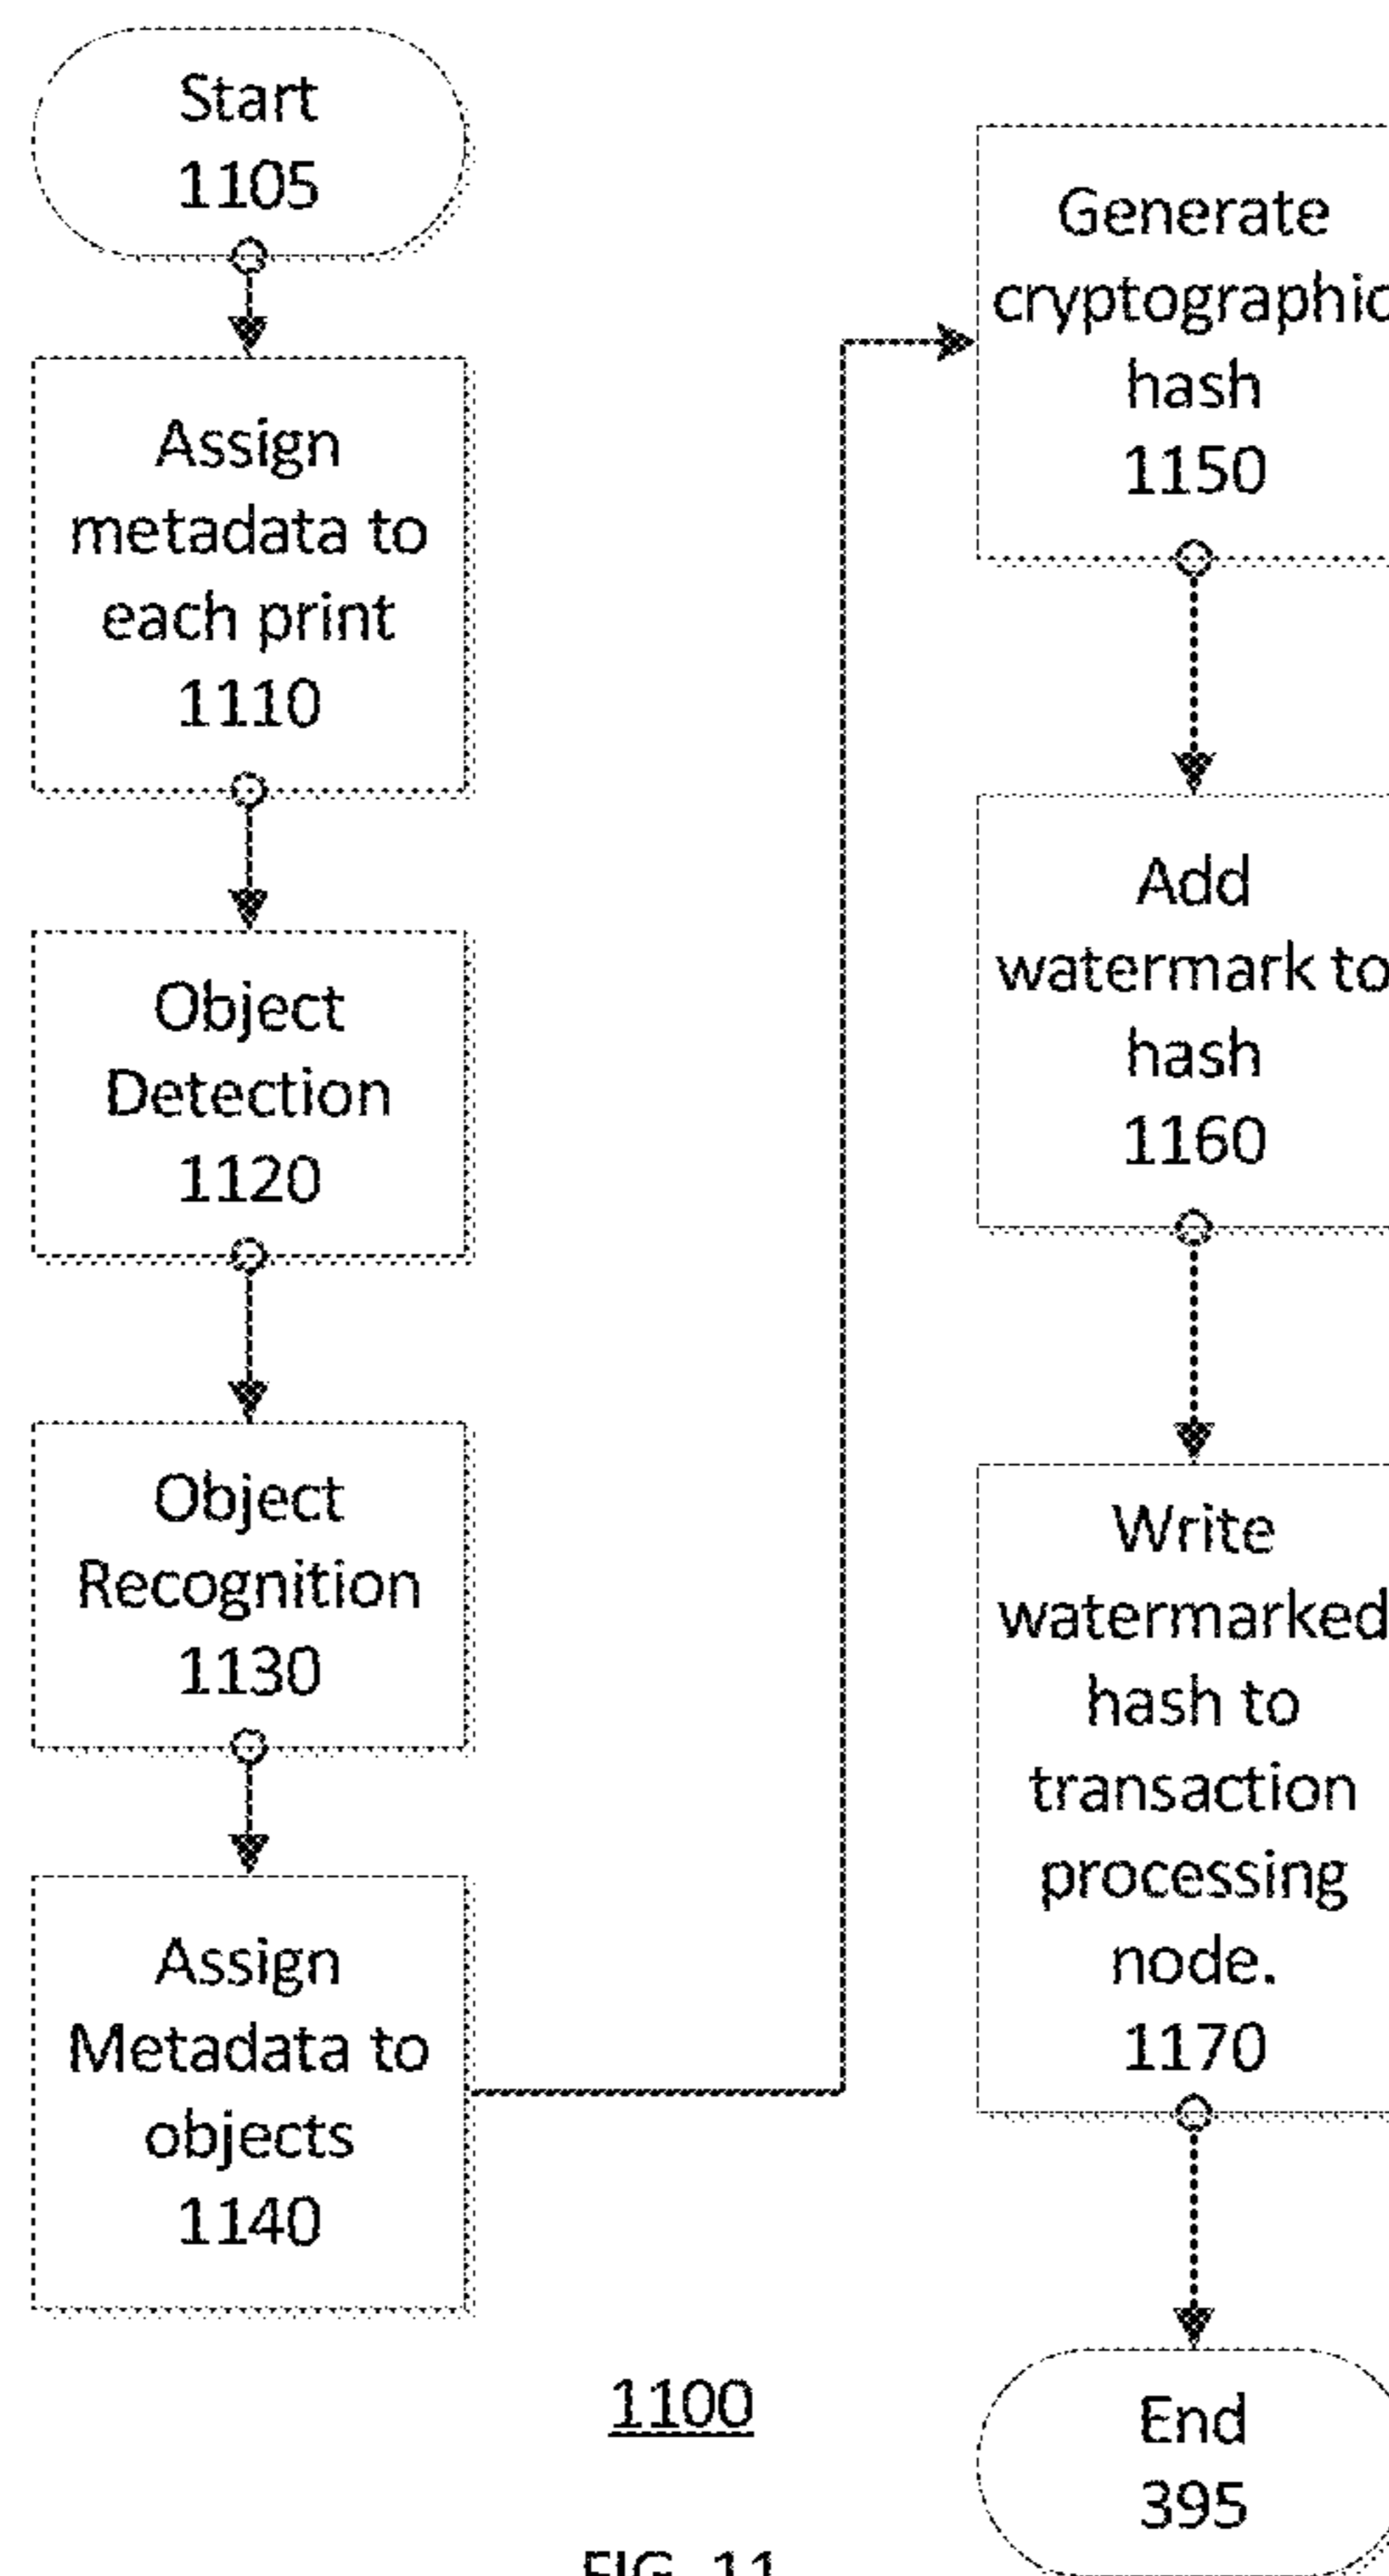 Start
1105
Assign
metadata to
each print
1110
Object
Detection
1120
Object
Recognition
1130
Assign
Metadata to
objects
1140
Generate
cryptographic
hash
1150
Add
watermark to
hash
1160
Write
watermarked
hash to
transaction
processing
node.
1170
End
395
1100
FIG. 11